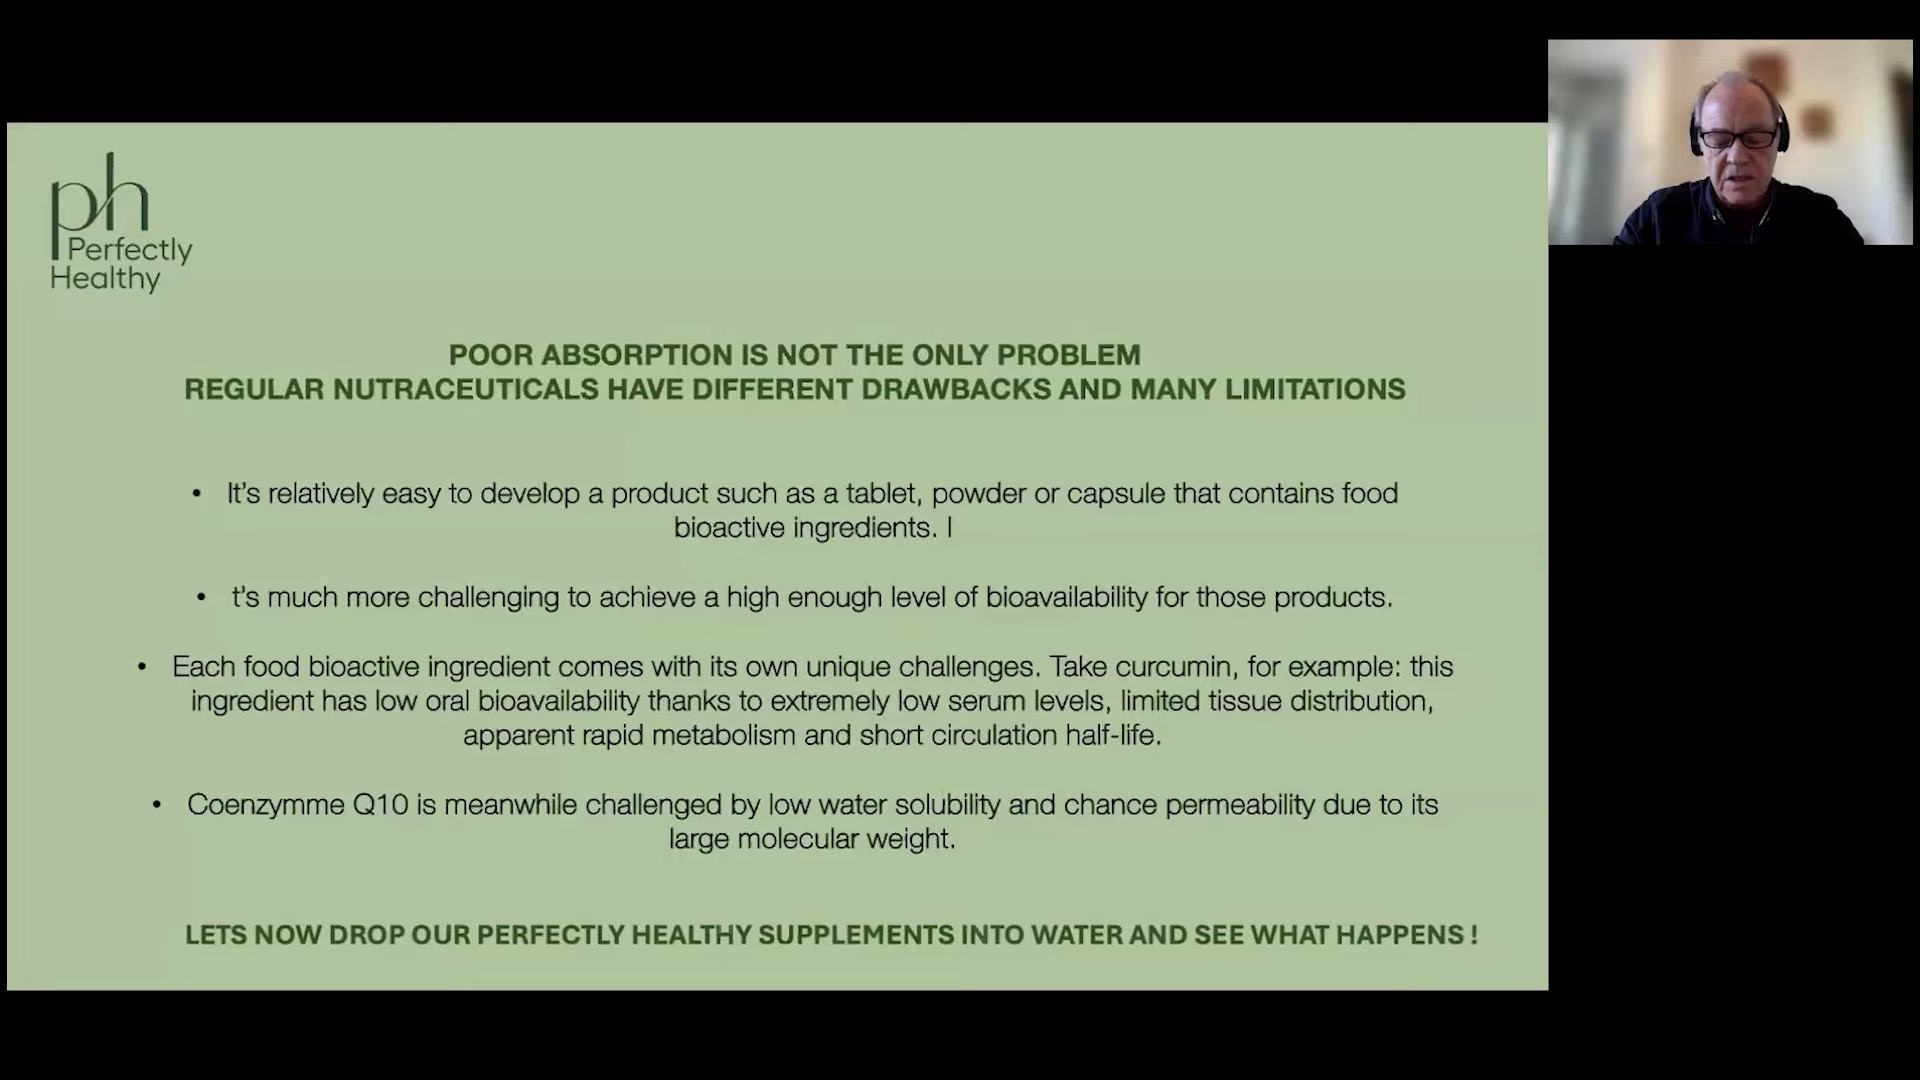 ph
Perfectly
Healthy
POOR ABSORPTION IS NOT THE ONLY PROBLEM
REGULAR NUTRACEUTICALS HAVE DIFFERENT DRAWBACKS AND MANY LIMITATIONS
• It's relatively easy to develop a product such as a tablet, powder or capsule that contains food
bioactive ingredients. I
• t's much more challenging to achieve a high enough level of bioavailability for those products.
• Each food bioactive ingredient comes with its own unique challenges. Take curcumin, for example: this
ingredient has low oral bioavailability thanks to extremely low serum levels, limited tissue distribution,
apparent rapid metabolism and short circulation half-life.
• Coenzymme Q10 is meanwhile challenged by low water solubility and chance permeability due to its
large molecular weight.
LETS NOW DROP OUR PERFECTLY HEALTHY SUPPLEMENTS INTO WATER AND SEE WHAT HAPPENS !